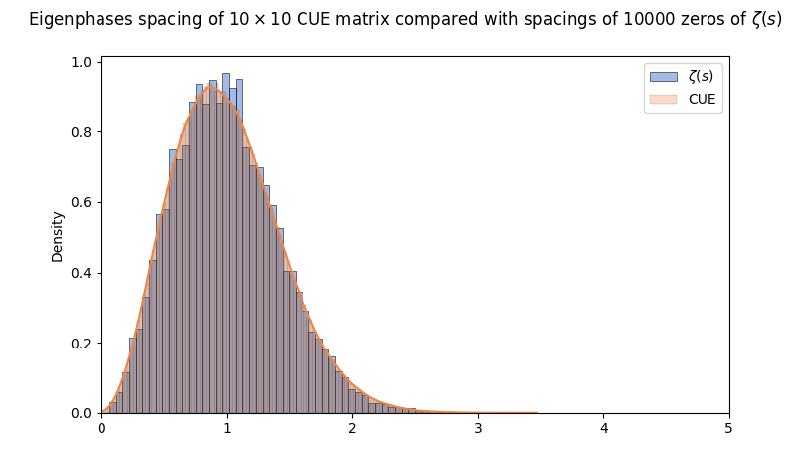 Eigenphases spacing of 10 × 10 CUE matrix compared with spacings of 10000 zeros of ζ(s)
1.0
0.8
0.6
0.4
0.2
0.0
Density
ζ(s)
CUE
0 1 2 3 4 5